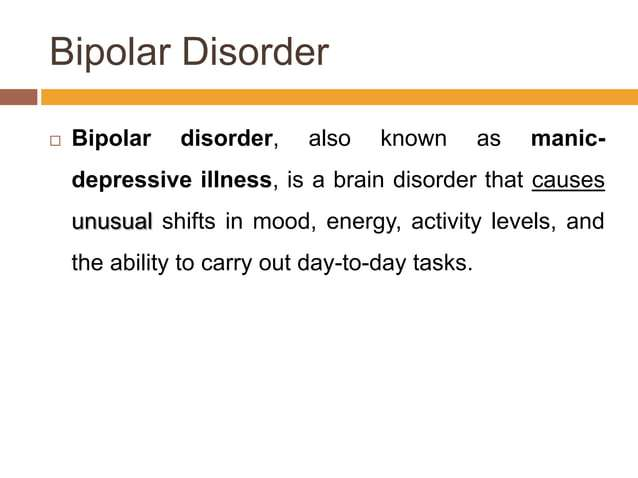 Bipolar Disorder
Bipolar disorder, also known as manic-
depressive illness, is a brain disorder that causes
unusual shifts in mood, energy, activity levels, and
the ability to carry out day-to-day tasks.